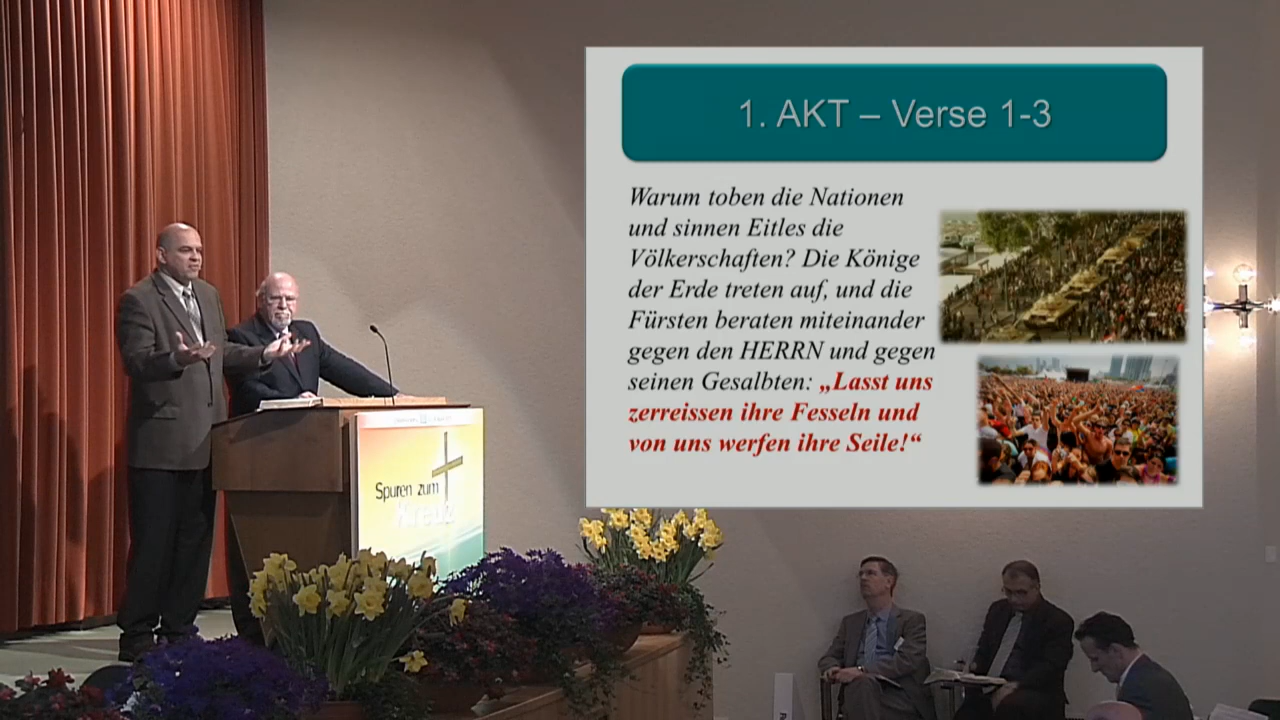 1. AKT – Verse 1-3
Warum toben die Nationen
und sinnen Eitles die
Völkerschaften? Die Könige
der Erde treten auf, und die
Fürsten beraten miteinander
gegen den HERRN und gegen
seinen Gesalbten: „Lasst uns
zerreissen ihre Fesseln und
von uns werfen ihre Seile!“
Spuren zum
Kreuz